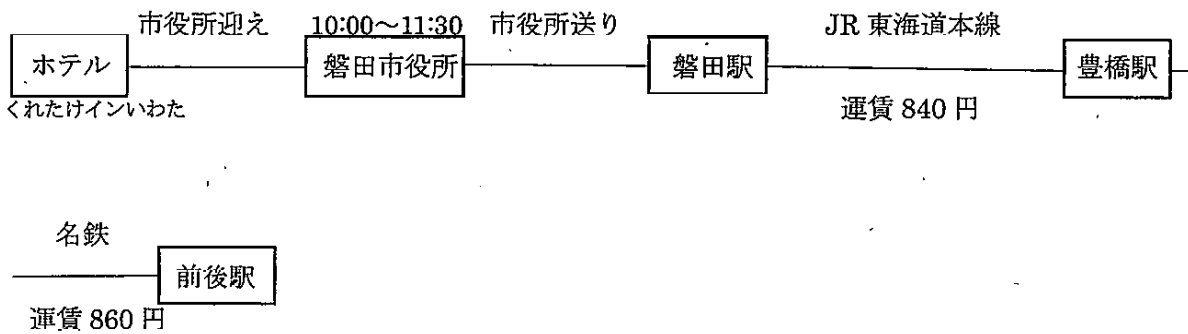 市役所迎え 10:00～11:30 市役所送り JR 東海道本線
ホテル 磐田市役所 磐田駅 豊橋駅
くれたけインいわた 運賃 840 円
名鉄
前後駅
運賃 860 円